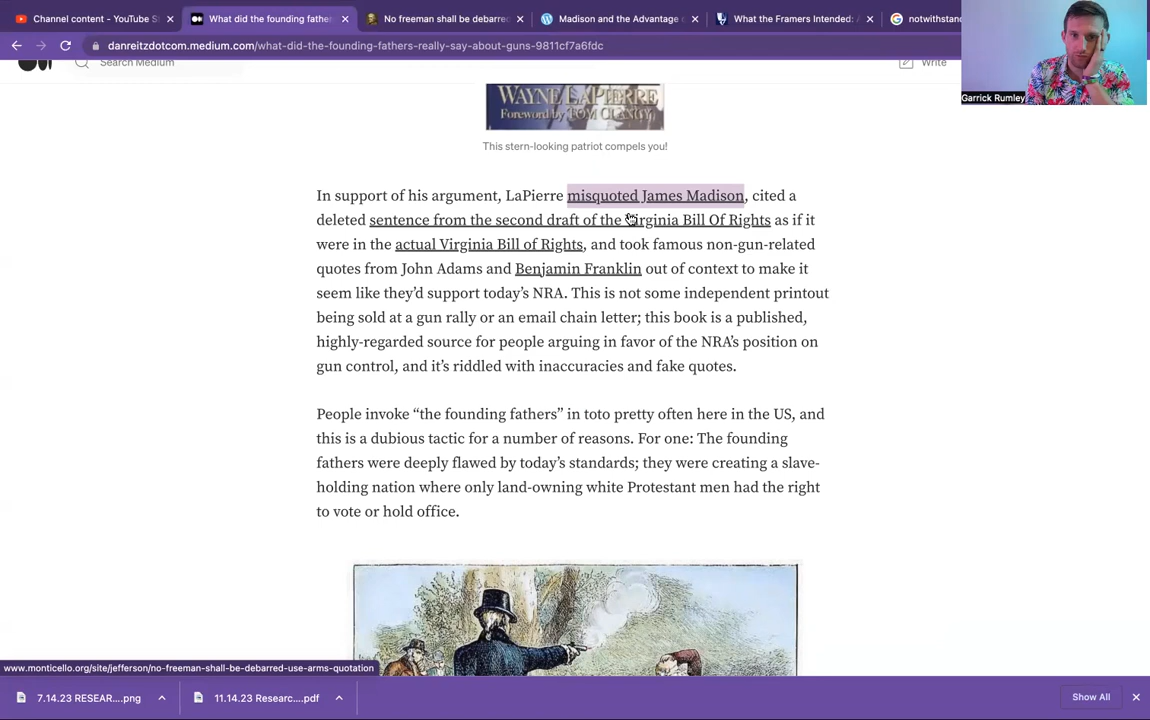 Channel content - YouTube S
What did the founding fathe
No freeman shall be debarre
Madison and the Advantage
What the Framers Intended:
notwithstand
danreitzdotcom.medium.com/what-did-the-founding-fathers-really-say-about-guns-9811cf7a6fdc
Search Medium
Write
Garrick Rumley
WAYNE LAPIERRE
Foreword by TOM CLANCY
This stern-looking patriot compels you!
In support of his argument, LaPierre misquoted James Madison, cited a
deleted sentence from the second draft of the Virginia Bill Of Rights as if it
were in the actual Virginia Bill of Rights, and took famous non-gun-related
quotes from John Adams and Benjamin Franklin out of context to make it
seem like they’d support today’s NRA. This is not some independent printout
being sold at a gun rally or an email chain letter; this book is a published,
highly-regarded source for people arguing in favor of the NRA’s position on
gun control, and it’s riddled with inaccuracies and fake quotes.
People invoke “the founding fathers” in toto pretty often here in the US, and
this is a dubious tactic for a number of reasons. For one: The founding
fathers were deeply flawed by today’s standards; they were creating a slave-
holding nation where only land-owning white Protestant men had the right
to vote or hold office.
www.monticello.org/site/jefferson/no-freeman-shall-be-debarred-use-arms-quotation
7.14.23 RESEAR....png
11.14.23 Researc....pdf
Show All